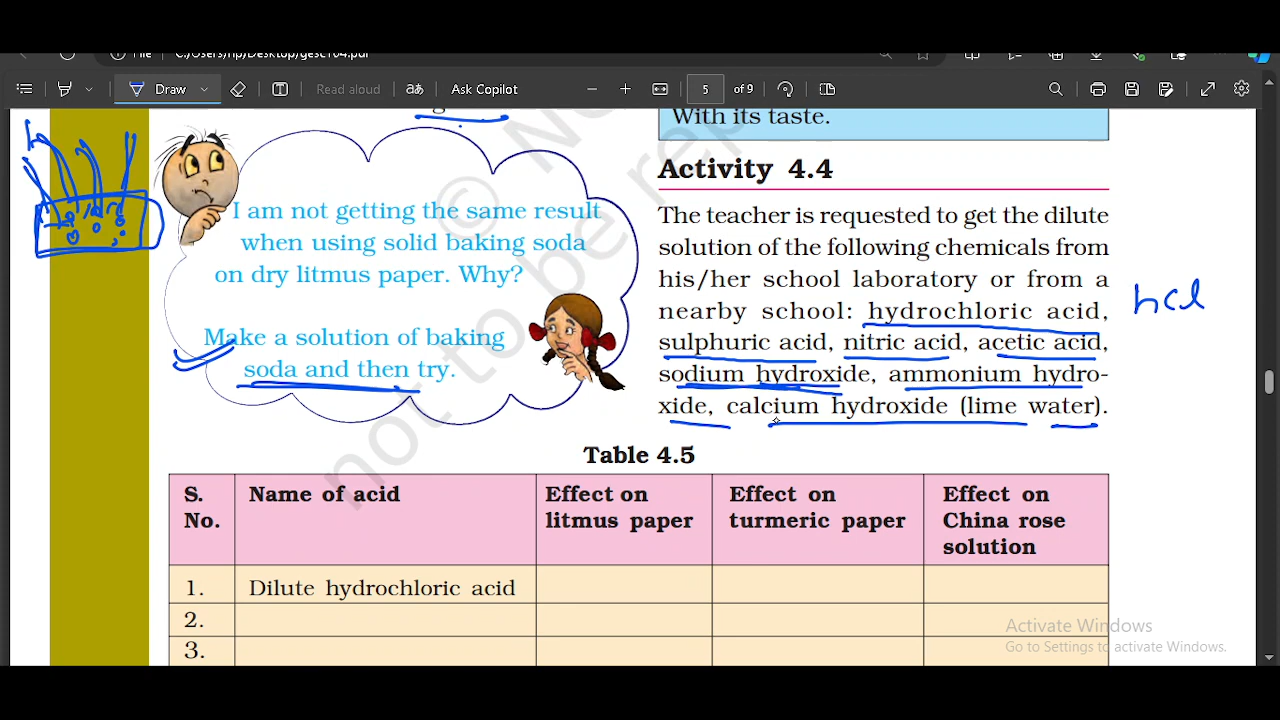 File C:/Users/hp/Desktop/gesc104.pdf
Draw Read aloud Ask Copilot 5 of 9
With its taste.
I am not getting the same result
when using solid baking soda
on dry litmus paper. Why?
Make a solution of baking
soda and then try.
Activity 4.4
The teacher is requested to get the dilute
solution of the following chemicals from
his/her school laboratory or from a
nearby school: hydrochloric acid,
sulphuric acid, nitric acid, acetic acid,
sodium hydroxide, ammonium hydro-
xide, calcium hydroxide (lime water).
HCl
Table 4.5
S. No. Name of acid Effect on litmus paper Effect on turmeric paper Effect on China rose solution
1. Dilute hydrochloric acid
2.
3.
not to be rep
© N
Activate Windows
Go to Settings to activate Windows.